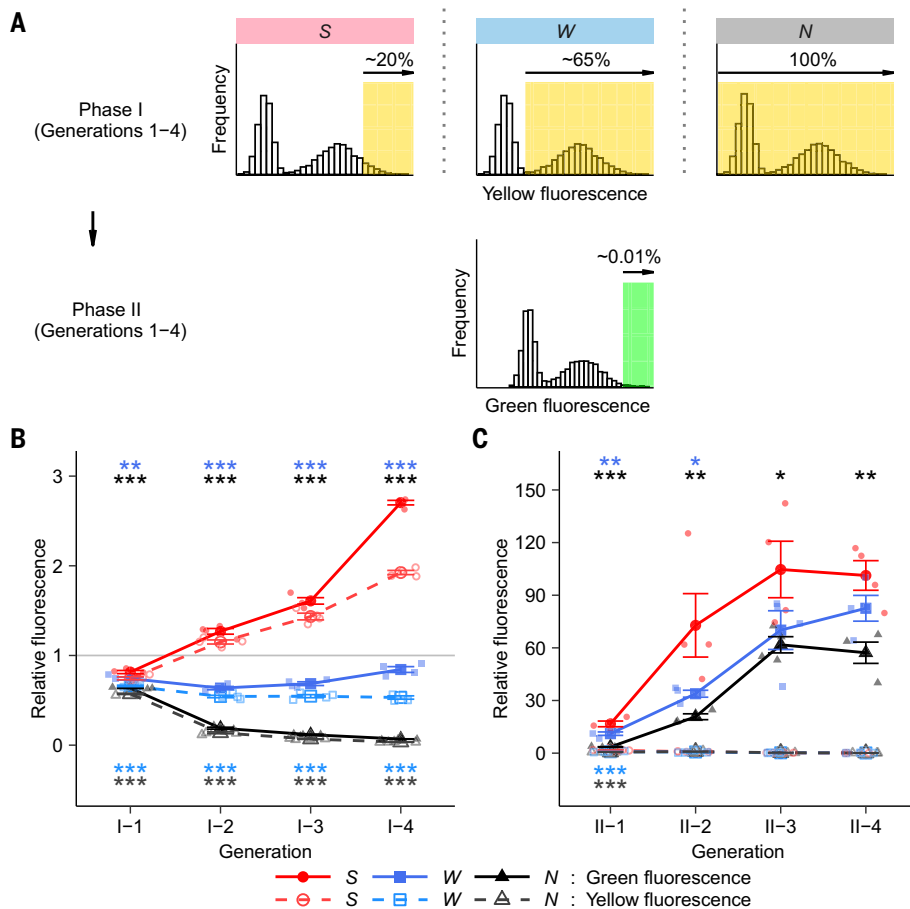 A
S
W
N
~20%
~65%
100%
Phase I
(Generations 1–4)
Frequency
Yellow fluorescence
Phase II
(Generations 1–4)
~0.01%
Frequency
Green fluorescence
B
C
** *** *** ***
*** *** *** ***
3
2
1
0
Relative fluorescence
*** *** *** ***
*** *** *** ***
I−1 I−2 I−3 I−4
Generation
** *
*** ** * **
150
120
90
60
30
0
Relative fluorescence
***
***
II−1 II−2 II−3 II−4
Generation
S W N : Green fluorescence
S W N : Yellow fluorescence